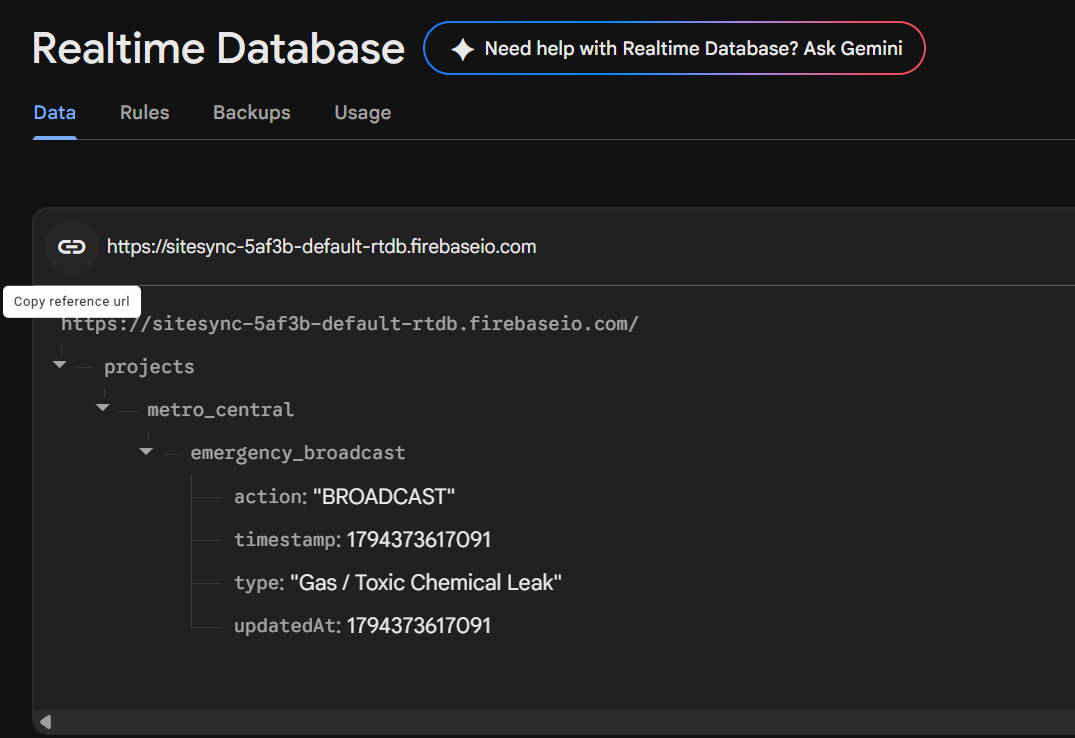 Realtime Database
Need help with Realtime Database? Ask Gemini
Data Rules Backups Usage
https://sitesync-5af3b-default-rtdb.firebaseio.com
Copy reference url
https://sitesync-5af3b-default-rtdb.firebaseio.com/
projects
metro_central
emergency_broadcast
action: "BROADCAST"
timestamp: 1794373617091
type: "Gas / Toxic Chemical Leak"
updatedAt: 1794373617091